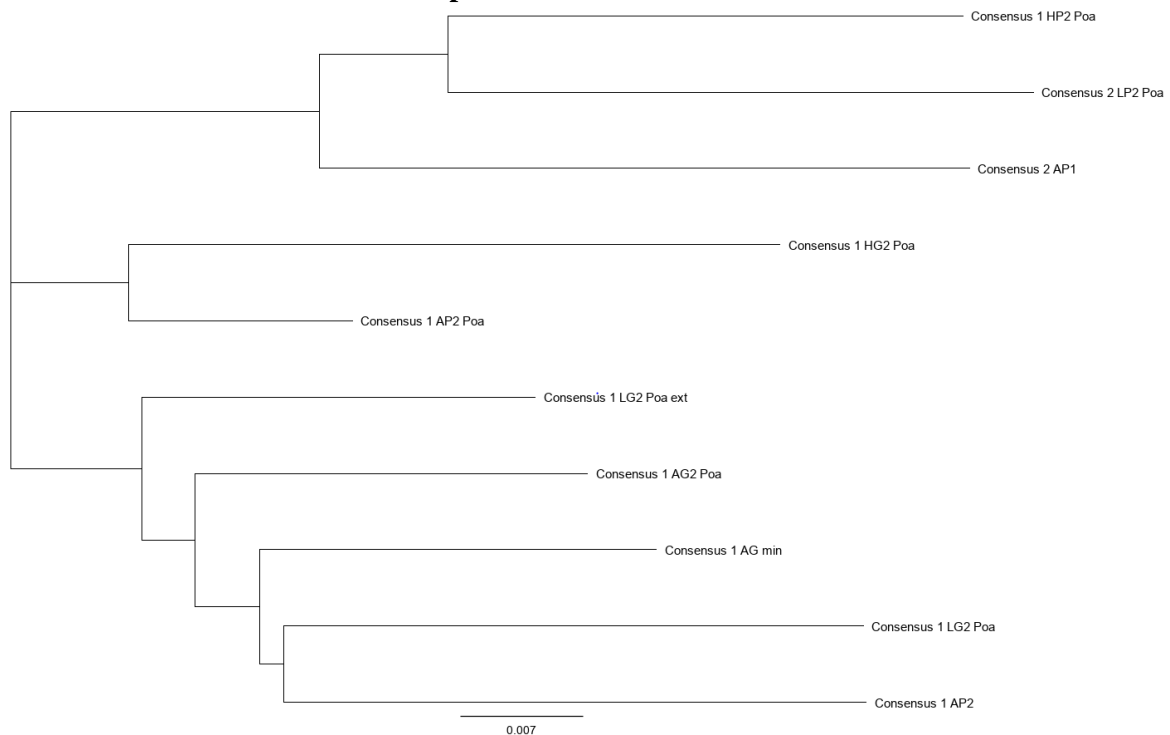 Consensus 1 HP2 Poa
Consensus 2 LP2 Poa
Consensus 2 AP1
Consensus 1 HG2 Poa
Consensus 1 AP2 Poa
Consensus 1 LG2 Poa ext
Consensus 1 AG2 Poa
Consensus 1 AG min
Consensus 1 LG2 Poa
Consensus 1 AP2
0.007